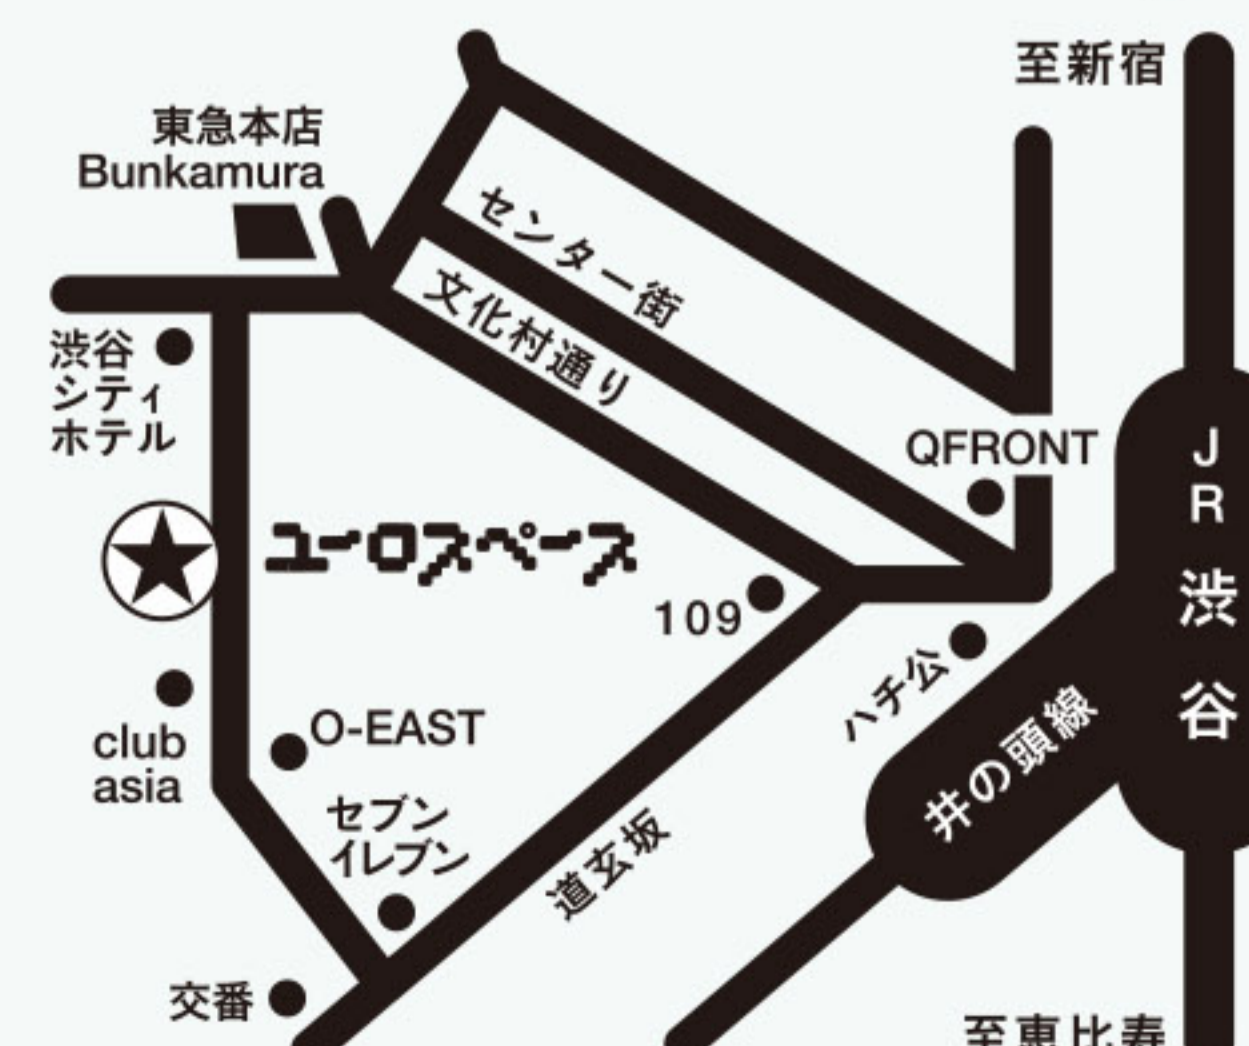 至新宿
東急本店
Bunkamura
センター街
文化村通り
渋谷
シティ
ホテル
QFRONT
JR渋谷
ユーロスペース
109
ハチ公
井の頭線
club
asia
O-EAST
セブン
イレブン
道玄坂
交番
至恵比寿